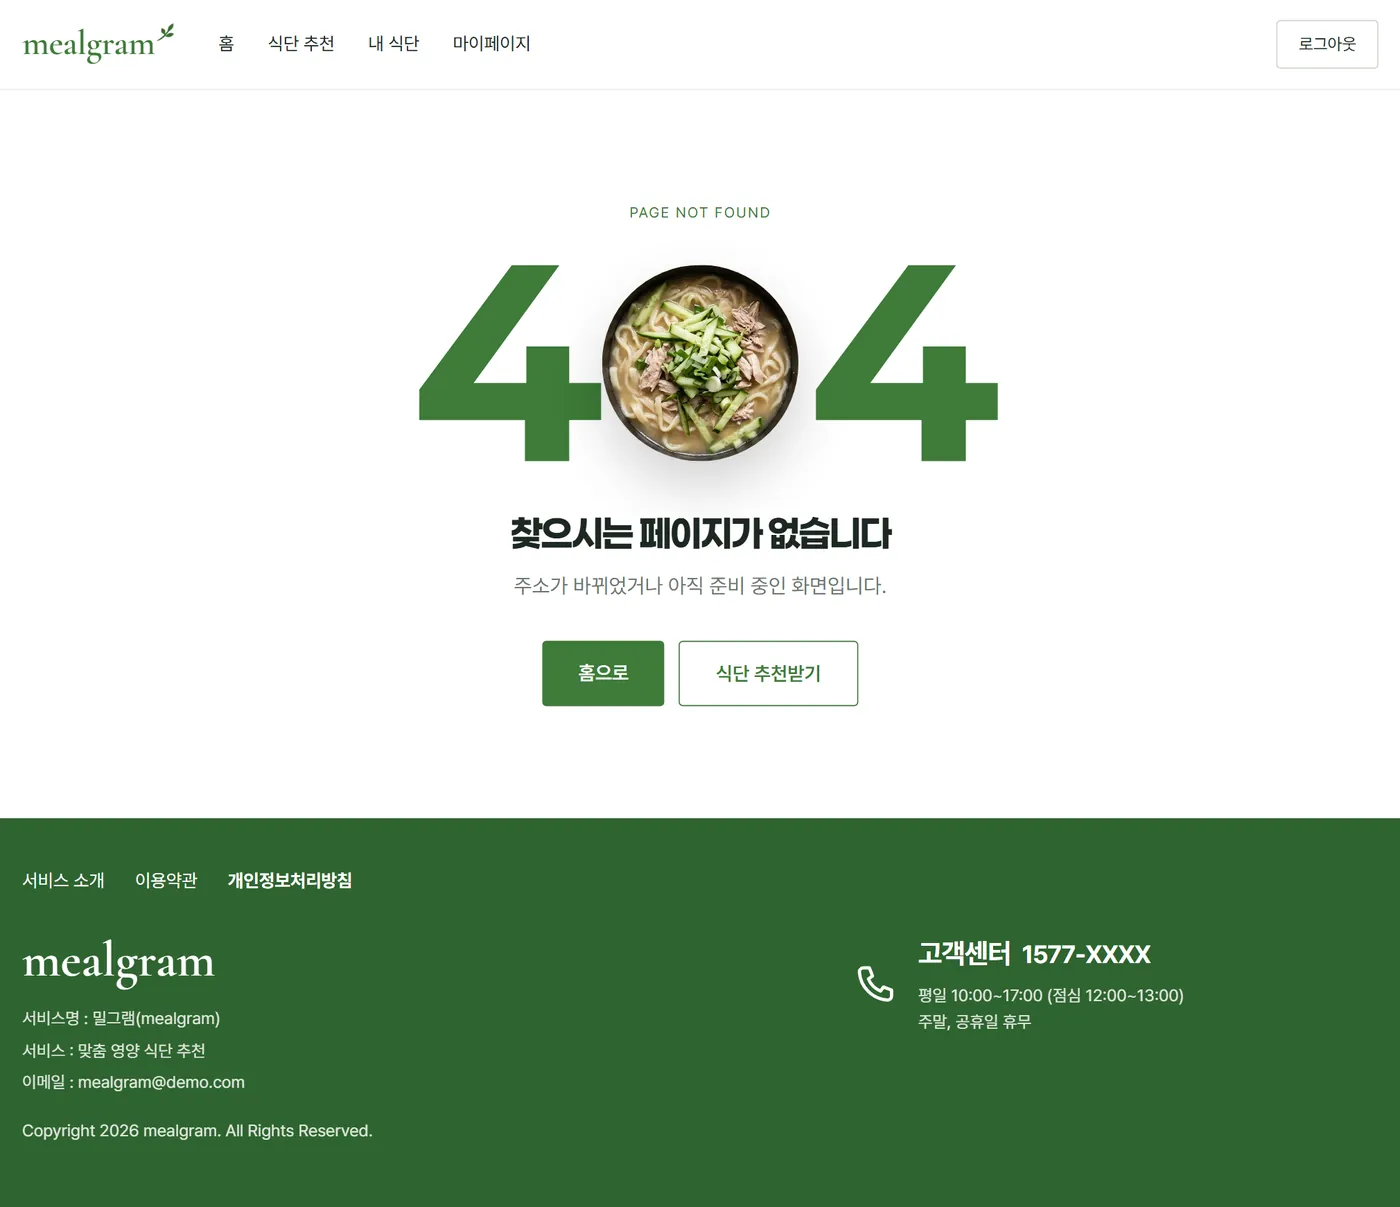 mealgram
홈
식단 추천
내 식단
마이페이지
로그아웃
PAGE NOT FOUND
4 4
찾으시는 페이지가 없습니다
주소가 바뀌었거나 아직 준비 중인 화면입니다.
홈으로
식단 추천받기
서비스 소개
이용약관
개인정보처리방침
mealgram
서비스명 : 밀그램(mealgram)
서비스 : 맞춤 영양 식단 추천
이메일 : mealgram@demo.com
Copyright 2026 mealgram. All Rights Reserved.
고객센터 1577-XXXX
평일 10:00~17:00 (점심 12:00~13:00)
주말, 공휴일 휴무